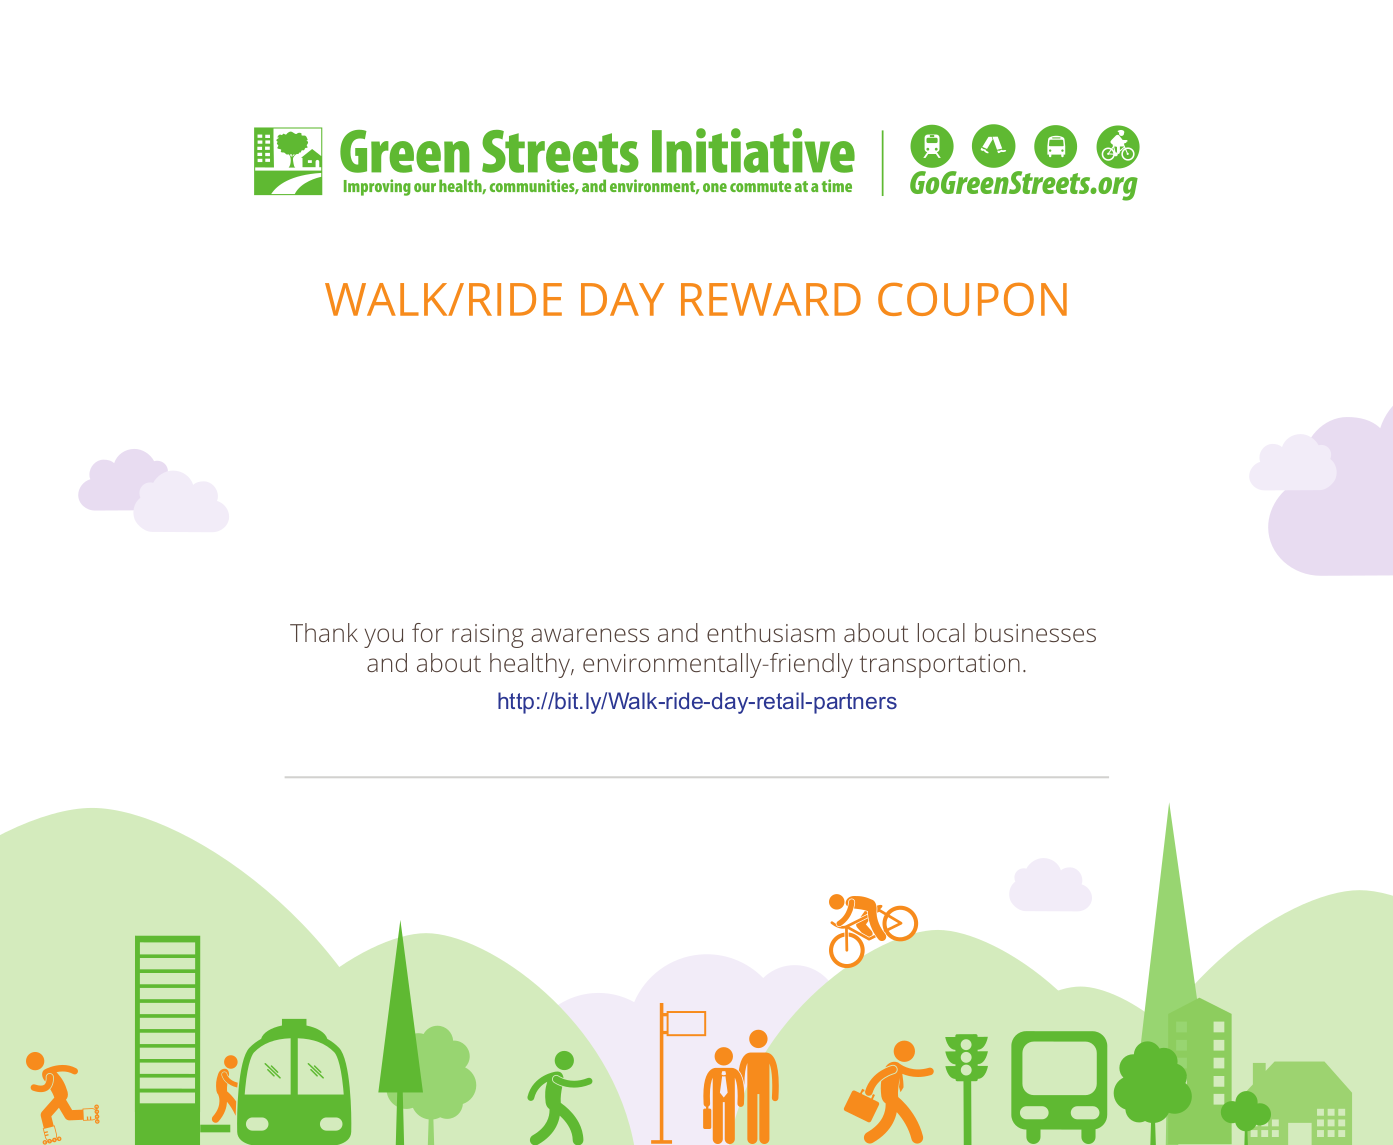 Green Streets Initiative
Improving our health, communities, and environment, one commute at a time
GoGreenStreets.org
WALK/RIDE DAY REWARD COUPON
Thank you for raising awareness and enthusiasm about local businesses
and about healthy, environmentally-friendly transportation.
http://bit.ly/Walk-ride-day-retail-partners